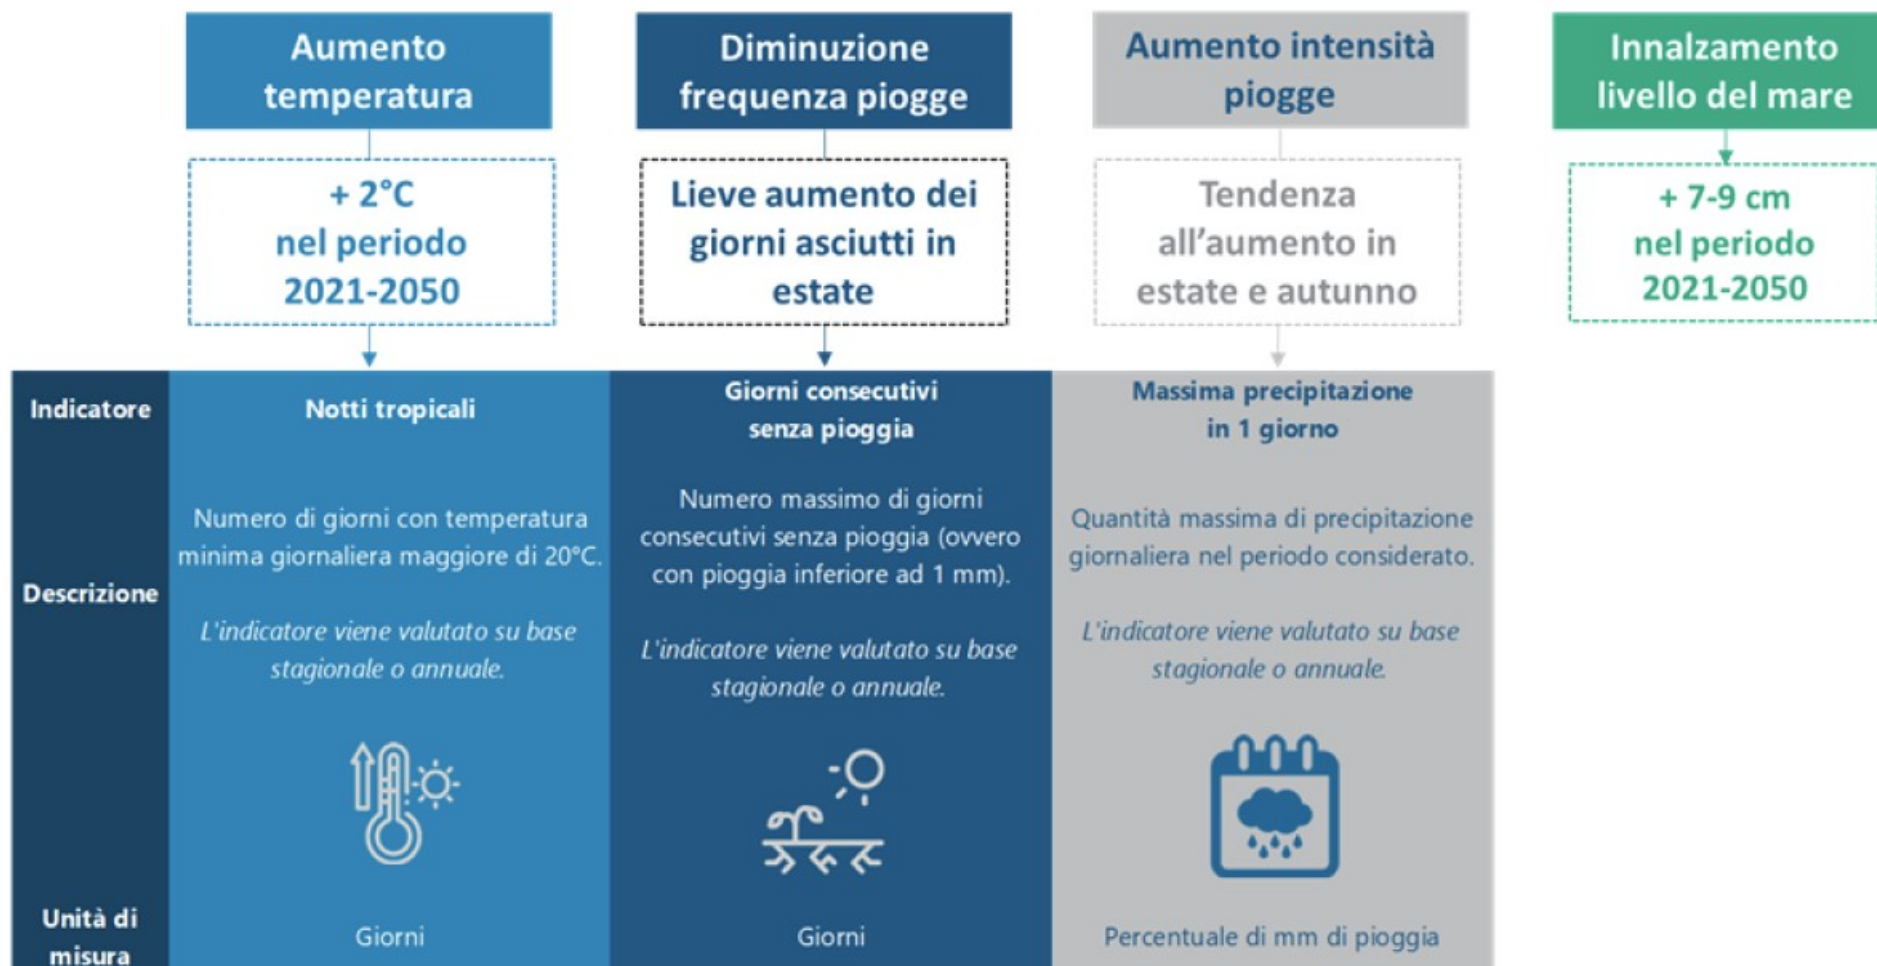 Aumento
temperatura
Diminuzione
frequenza piogge
Aumento intensità
piogge
Innalzamento
livello del mare
+ 2°C
nel periodo
2021-2050
Lieve aumento dei
giorni asciutti in
estate
Tendenza
all'aumento in
estate e autunno
+ 7-9 cm
nel periodo
2021-2050
Indicatore
Notti tropicali
Giorni consecutivi
senza pioggia
Massima precipitazione
in 1 giorno
Descrizione
Numero di giorni con temperatura
minima giornaliera maggiore di 20°C.
L'indicatore viene valutato su base
stagionale o annuale.
Numero massimo di giorni
consecutivi senza pioggia (ovvero
con pioggia inferiore ad 1 mm).
L'indicatore viene valutato su base
stagionale o annuale.
Quantità massima di precipitazione
giornaliera nel periodo considerato.
L'indicatore viene valutato su base
stagionale o annuale.
Unità di
misura
Giorni
Giorni
Percentuale di mm di pioggia